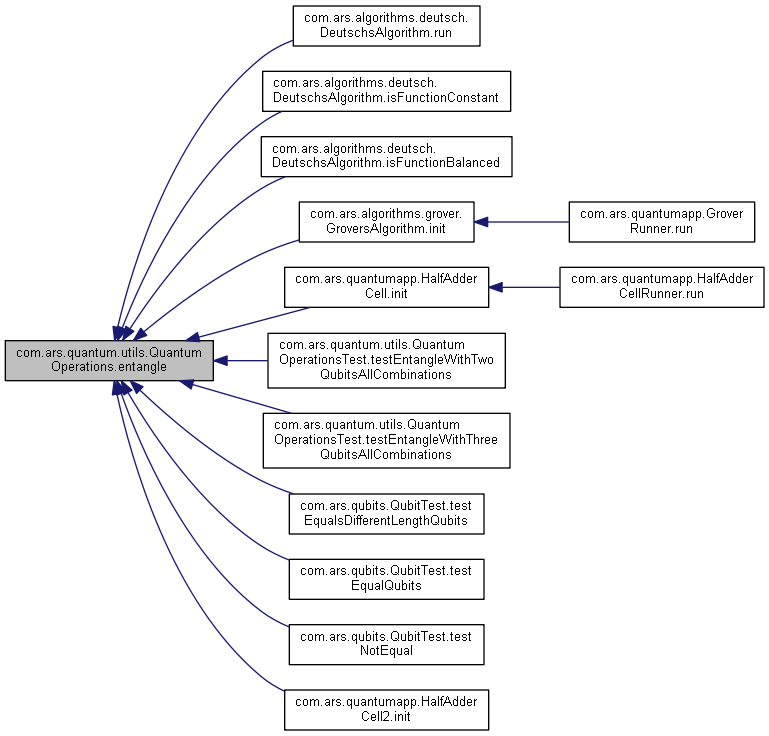 com.ars.algorithms.deutsch.
DeutschsAlgorithm.run
com.ars.algorithms.deutsch.
DeutschsAlgorithm.isFunctionConstant
com.ars.algorithms.deutsch.
DeutschsAlgorithm.isFunctionBalanced
com.ars.algorithms.grover.
GroversAlgorithm.init
com.ars.quantumapp.Grover
Runner.run
com.ars.quantumapp.HalfAdder
Cell.init
com.ars.quantumapp.HalfAdder
CellRunner.run
com.ars.quantum.utils.Quantum
Operations.entangle
com.ars.quantum.utils.Quantum
OperationsTest.testEntangleWithTwo
QubitsAllCombinations
com.ars.quantum.utils.Quantum
OperationsTest.testEntangleWithThree
QubitsAllCombinations
com.ars.qubits.QubitTest.test
EqualsDifferentLengthQubits
com.ars.qubits.QubitTest.test
EqualQubits
com.ars.qubits.QubitTest.test
NotEqual
com.ars.quantumapp.HalfAdder
Cell2.init